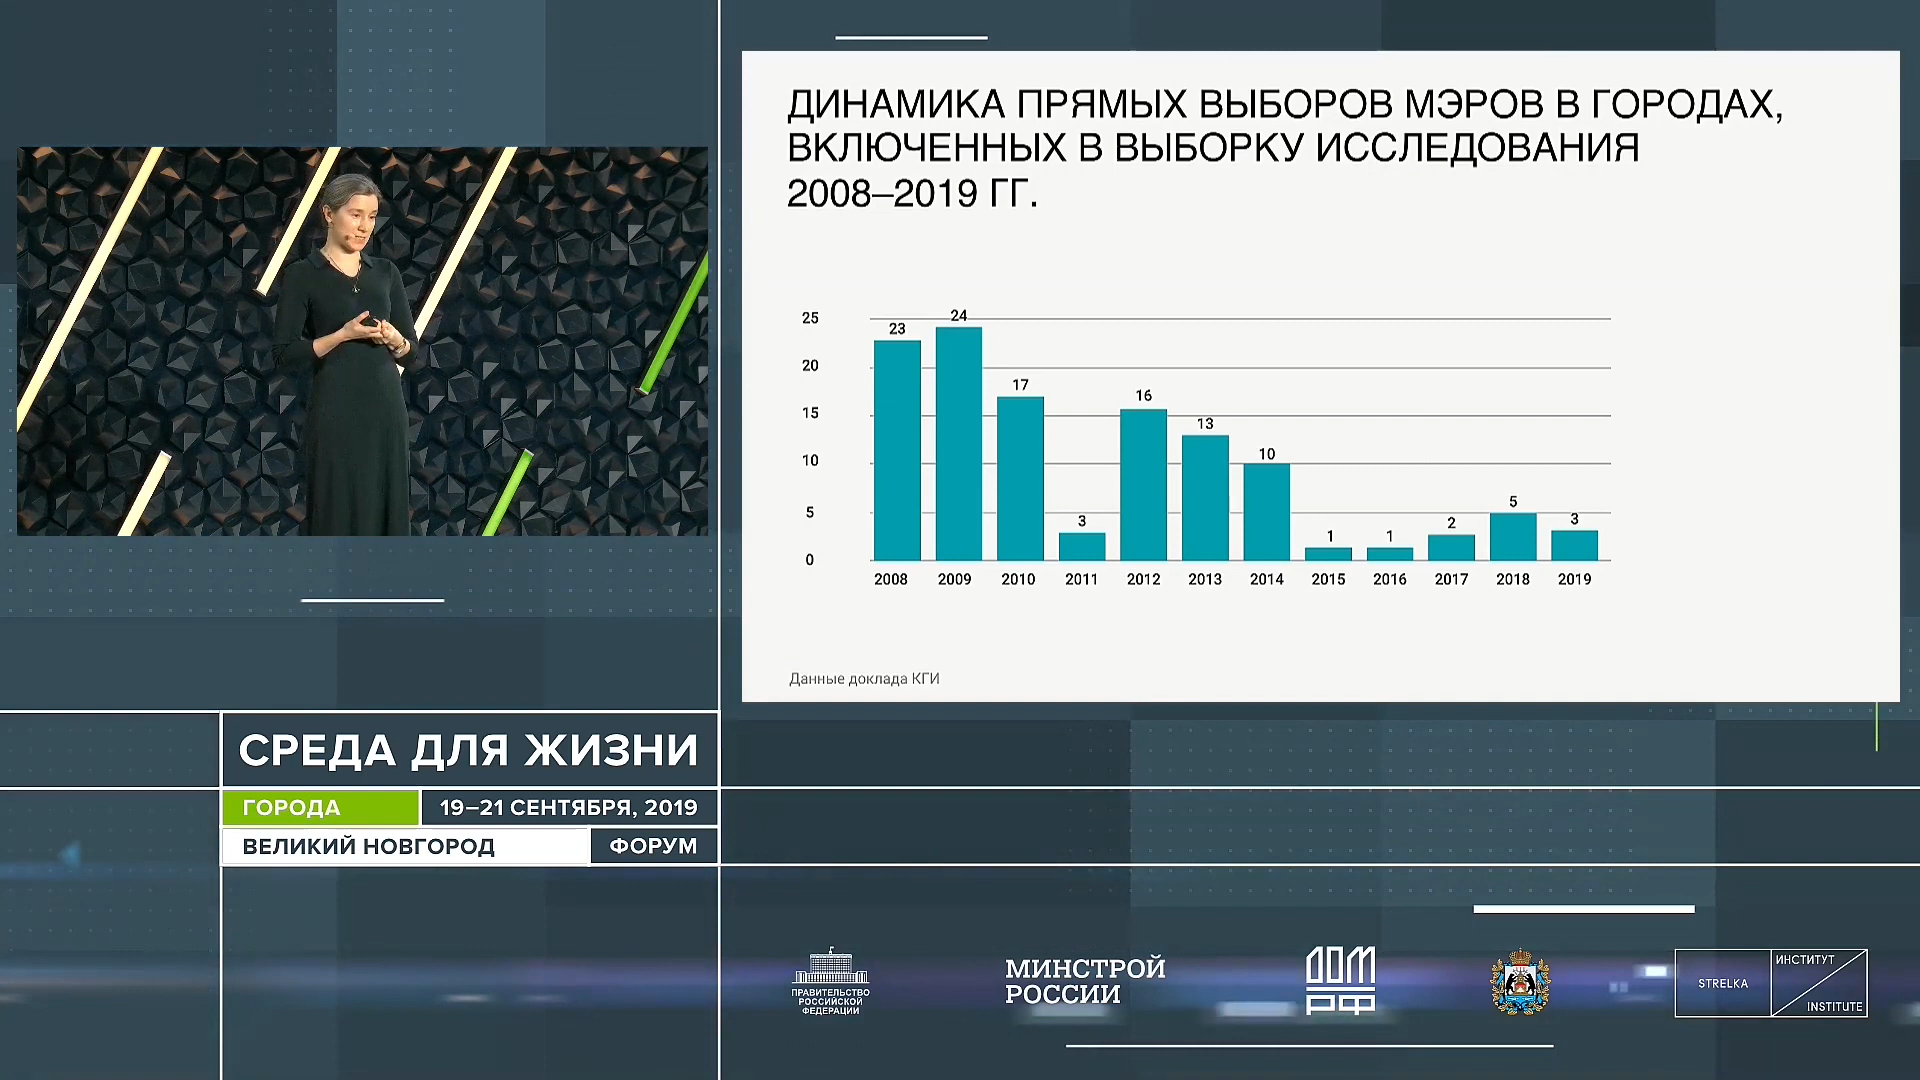 ДИНАМИКА ПРЯМЫХ ВЫБОРОВ МЭРОВ В ГОРОДАХ,
ВКЛЮЧЕННЫХ В ВЫБОРКУ ИССЛЕДОВАНИЯ
2008–2019 ГГ.
25
20
15
10
5
0
23
24
17
3
16
13
10
1
1
2
5
3
2008 2009 2010 2011 2012 2013 2014 2015 2016 2017 2018 2019
Данные доклада КГИ
СРЕДА ДЛЯ ЖИЗНИ
ГОРОДА
19–21 СЕНТЯБРЯ, 2019
ВЕЛИКИЙ НОВГОРОД
ФОРУМ
ПРАВИТЕЛЬСТВО
РОССИЙСКОЙ
ФЕДЕРАЦИИ
МИНСТРОЙ
РОССИИ
ДОМ
РФ
STRELKA
ИНСТИТУТ
INSTITUTE